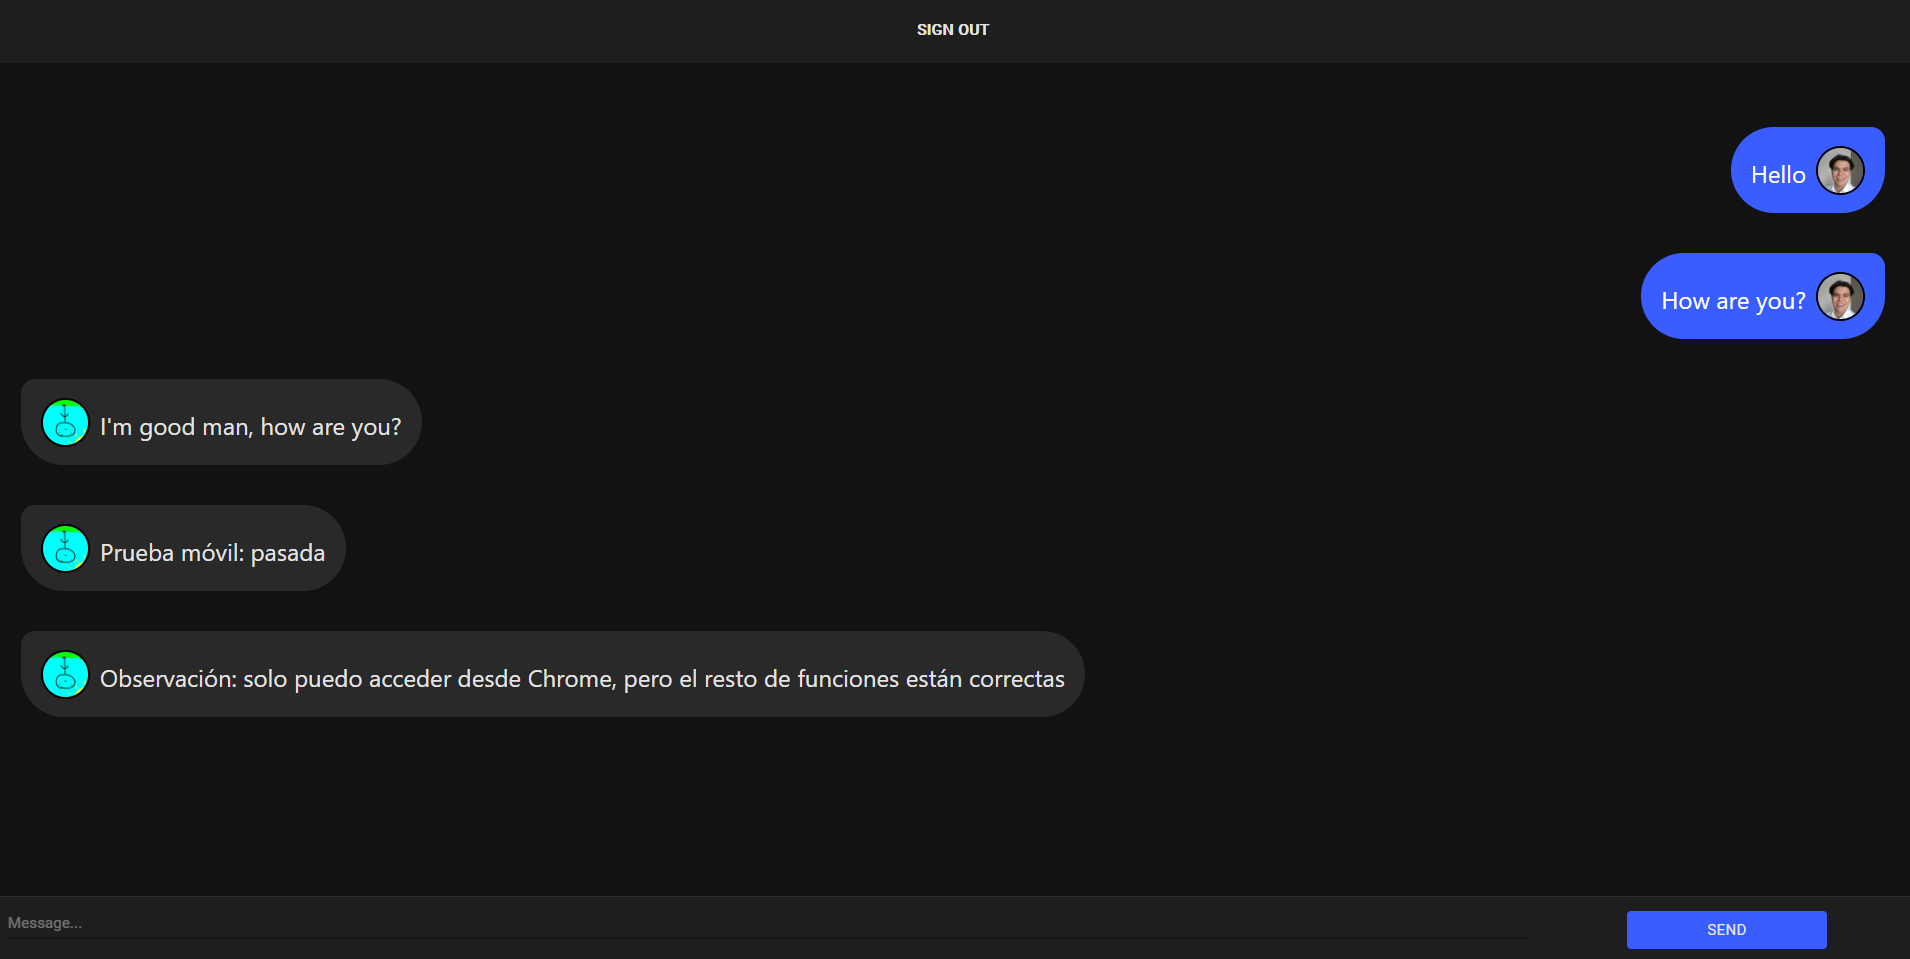 SIGN OUT
Hello
How are you?
I'm good man, how are you?
Prueba móvil: pasada
Observación: solo puedo acceder desde Chrome, pero el resto de funciones están correctas
Message...
SEND